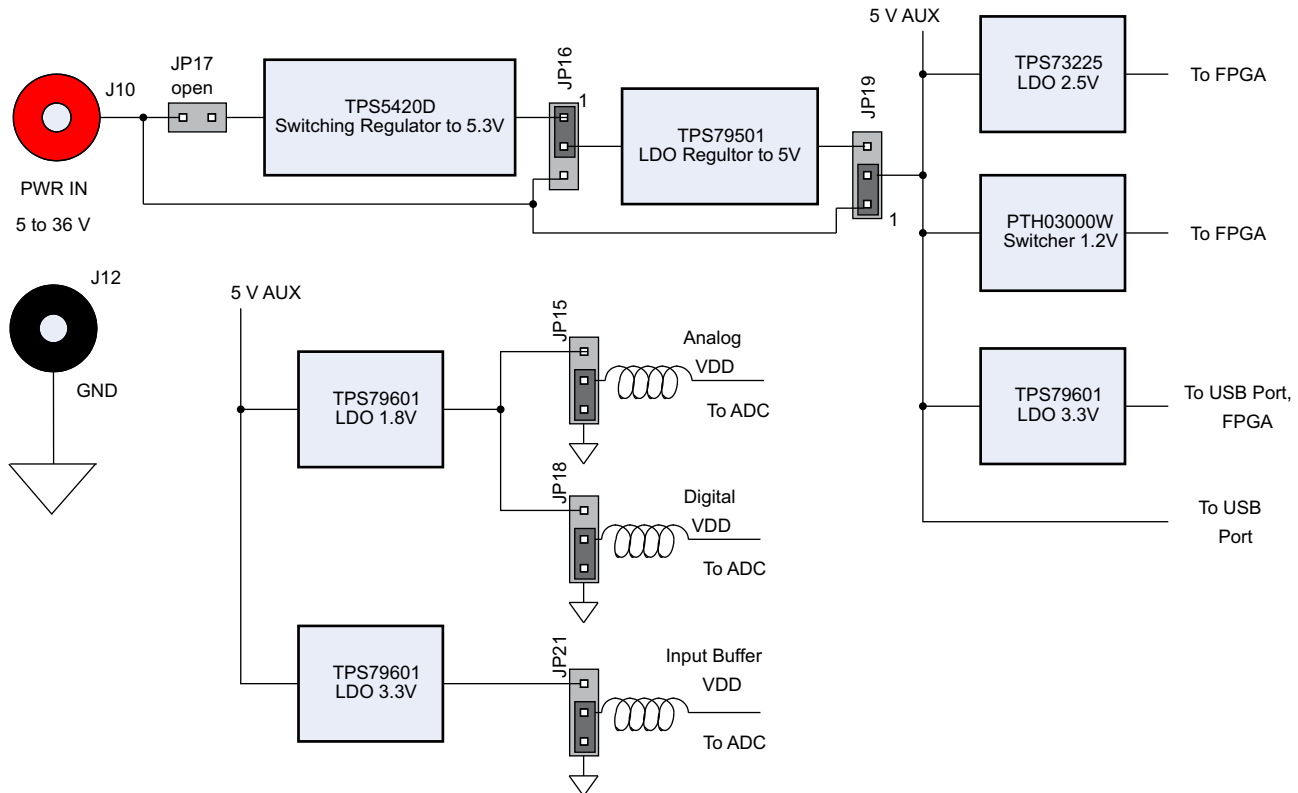 J10
PWR IN
5 to 36 V
JP17
open
TPS5420D
Switching Regulator to 5.3V
JP16
1
TPS79501
LDO Regultor to 5V
JP19
1
5 V AUX
TPS73225
LDO 2.5V
To FPGA
PTH03000W
Switcher 1.2V
To FPGA
TPS79601
LDO 3.3V
To USB Port,
FPGA
To USB
Port
J12
GND
5 V AUX
TPS79601
LDO 1.8V
JP15
Analog
VDD
To ADC
JP18
Digital
VDD
To ADC
TPS79601
LDO 3.3V
JP21
Input Buffer
VDD
To ADC